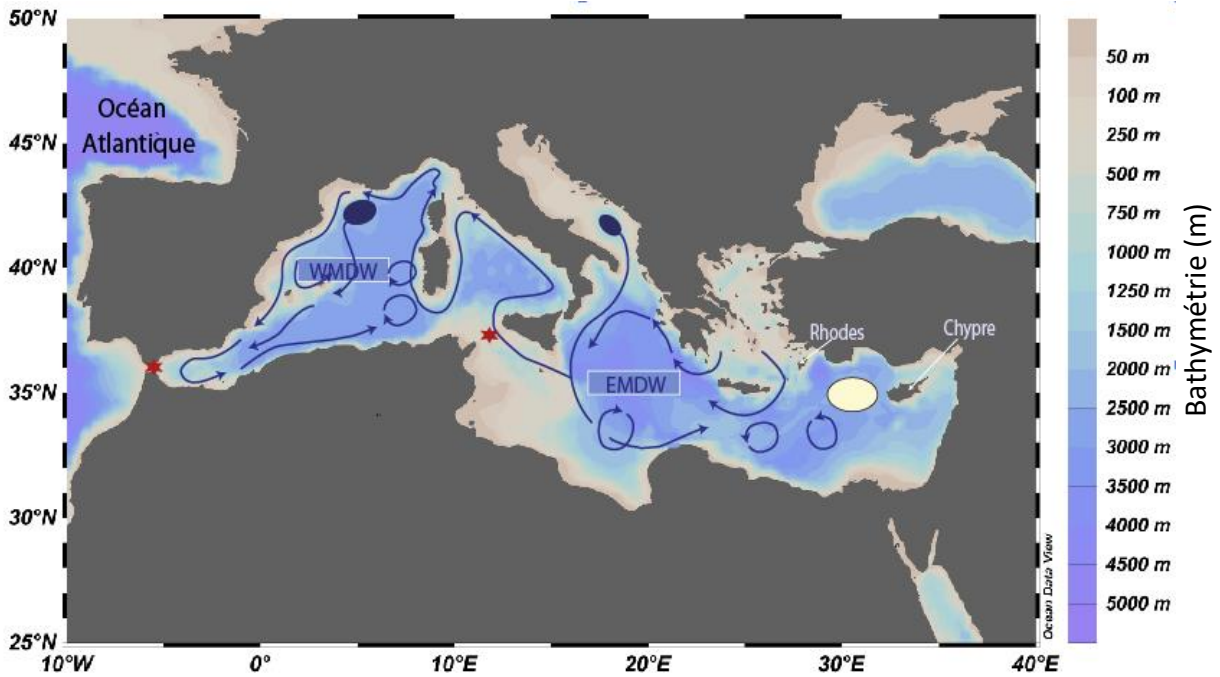 50°N
45°N
40°N
35°N
30°N
25°N
10°W
0°
10°E
20°E
30°E
40°E
Océan
Atlantique
WMDW
EMDW
Rhodes
Chypre
Ocean Data View
50 m
100 m
250 m
500 m
750 m
1000 m
1250 m
1500 m
2000 m
2500 m
3000 m
3500 m
4000 m
4500 m
5000 m
Bathymétrie (m)